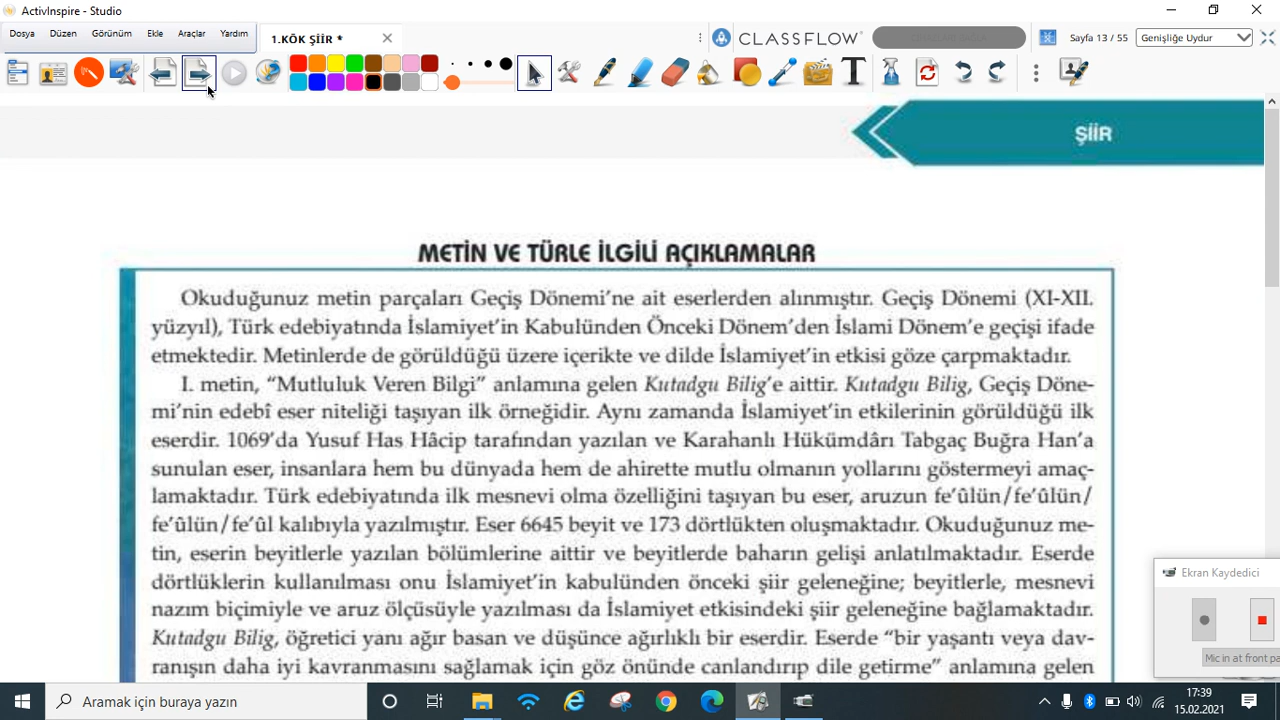 ActivInspire - Studio
Dosya Düzen Görünüm Ekle Araçlar Yardım
1.KÖK ŞİİR *
CLASSFLOW
Sayfa 13 / 55
Genişliğe Uydur
ŞİİR
METİN VE TÜRLE İLGİLİ AÇIKLAMALAR
Okuduğunuz metin parçaları Geçiş Dönemi’ne ait eserlerden alınmıştır. Geçiş Dönemi (XI-XII.
yüzyıl), Türk edebiyatında İslamiyet’in Kabulünden Önceki Dönem’den İslami Dönem’e geçişi ifade
etmektedir. Metinlerde de görüldüğü üzere içerikte ve dilde İslamiyet’in etkisi göze çarpmaktadır.
I. metin, “Mutluluk Veren Bilgi” anlamına gelen Kutadgu Bilig’e aittir. Kutadgu Bilig, Geçiş Döne-
mi’nin edebî eser niteliği taşıyan ilk örneğidir. Aynı zamanda İslamiyet’in etkilerinin görüldüğü ilk
eserdir. 1069’da Yusuf Has Hâcip tarafından yazılan ve Karahanlı Hükümdârı Tabgaç Buğra Han’a
sunulan eser, insanlara hem bu dünyada hem de ahirette mutlu olmanın yollarını göstermeyi amaç-
lamaktadır. Türk edebiyatında ilk mesnevi olma özelliğini taşıyan bu eser, aruzun fe’ûlün/fe’ûlün/
fe’ûlün/fe’ûl kalıbıyla yazılmıştır. Eser 6645 beyit ve 173 dörtlükten oluşmaktadır. Okuduğunuz me-
tin, eserin beyitlerle yazılan bölümlerine aittir ve beyitlerde baharın gelişi anlatılmaktadır. Eserde
dörtlüklerin kullanılması onu İslamiyet’in kabulünden önceki şiir geleneğine; beyitlerle, mesnevi
nazım biçimiyle ve aruz ölçüsüyle yazılması da İslamiyet etkisindeki şiir geleneğine bağlamaktadır.
Kutadgu Bilig, öğretici yanı ağır basan ve düşünce ağırlıklı bir eserdir. Eserde “bir yaşantı veya dav-
ranışın daha iyi kavranmasını sağlamak için göz önünde canlandırıp dile getirme” anlamına gelen
Ekran Kaydedici
Mic in at front pa
Aramak için buraya yazın
17:39
15.02.2021